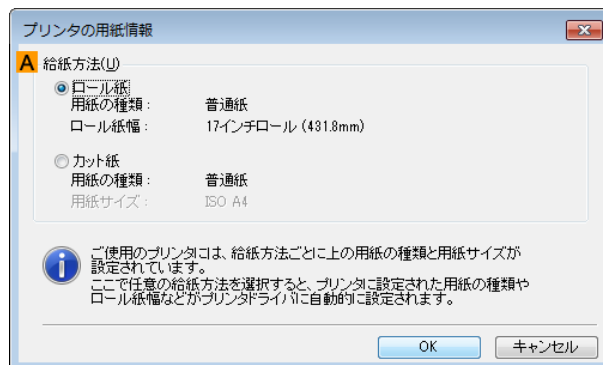 プリンタの用紙情報
A 給紙方法(U)
ロール紙
用紙の種類: 普通紙
ロール紙幅: 17インチロール (431.8mm)
カット紙
用紙の種類: 普通紙
用紙サイズ: ISO A4
ご使用のプリンタには、給紙方法ごとに上の用紙の種類と用紙サイズが
設定されています。
ここで任意の給紙方法を選択すると、プリンタに設定された用紙の種類や
ロール紙幅などがプリンタドライバに自動的に設定されます。
OK キャンセル